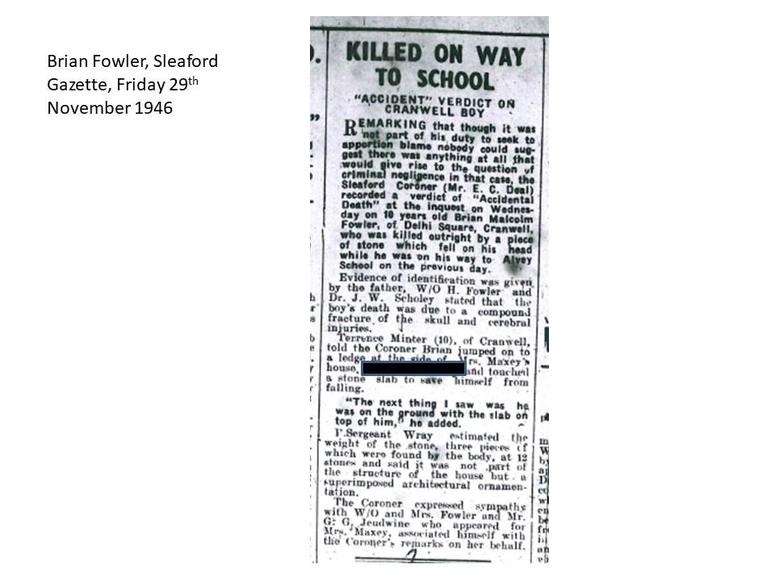 Brian Fowler, Sleaford
Gazette, Friday 29th
November 1946
KILLED ON WAY
TO SCHOOL
"ACCIDENT" VERDICT ON
CRANWELL BOY
REMARKING that though it was
not part of his duty to seek to
apportion blame nobody could sug-
gest there was anything at all that
would give rise to the question of
criminal negligence in that case, the
Sleaford Coroner (Mr. E. C. Deal)
recorded a verdict of "Accidental
Death" at the inquest on Wednes-
day on 10 years old Brian Malcolm
Fowler, of Delhi Square, Cranwell,
who was killed outright by a piece
of stone which fell on his head
while he was on his way to Alvey
School on the previous day.
Evidence of identification was given
by the father, W/O H. Fowler and
Dr. J. W. Scholey stated that the
boy's death was due to a compound
fracture of the skull and cerebral
injuries.
Terrence Minter (10), of Cranwell,
told the Coroner Brian jumped on to
a ledge at the side of Mrs. Maxey's
house, and touched
a stone slab to save himself from
falling.
"The next thing I saw was he
was on the ground with the slab on
top of him," he added.
P.Sergeant Wray estimated the
weight of the stone, three pieces of
which were found by the body, at 12
stones and said it was not part of
the structure of the house but a
superimposed architectural ornamen-
tation.
The Coroner expressed sympathy
with W/O and Mrs. Fowler and Mr.
G. G. Jeudwine who appeared for
Mrs. Maxey, associated himself with
the Coroner's remarks on her behalf.